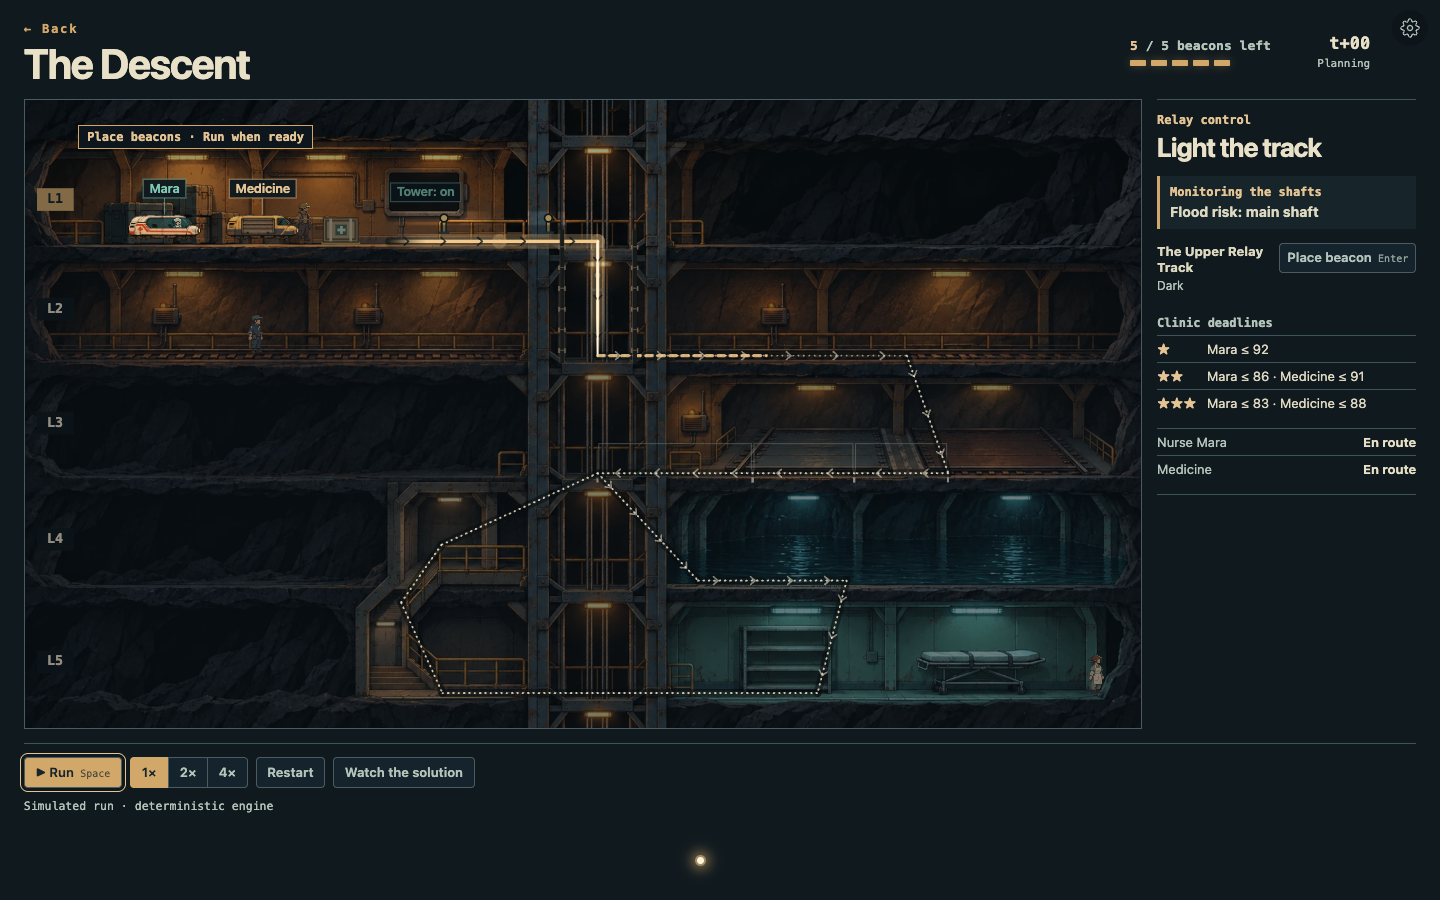 ← Back
The Descent
5 / 5 beacons left
t+00
Planning
Place beacons · Run when ready
L1
Mara
Medicine
Tower: on
L2
L3
L4
L5
Relay control
Light the track
Monitoring the shafts
Flood risk: main shaft
The Upper Relay Track
Dark
Place beacon Enter
Clinic deadlines
★ Mara ≤ 92
★★ Mara ≤ 86 · Medicine ≤ 91
★★★ Mara ≤ 83 · Medicine ≤ 88
Nurse Mara En route
Medicine En route
▶ Run Space
1×
2×
4×
Restart
Watch the solution
Simulated run · deterministic engine